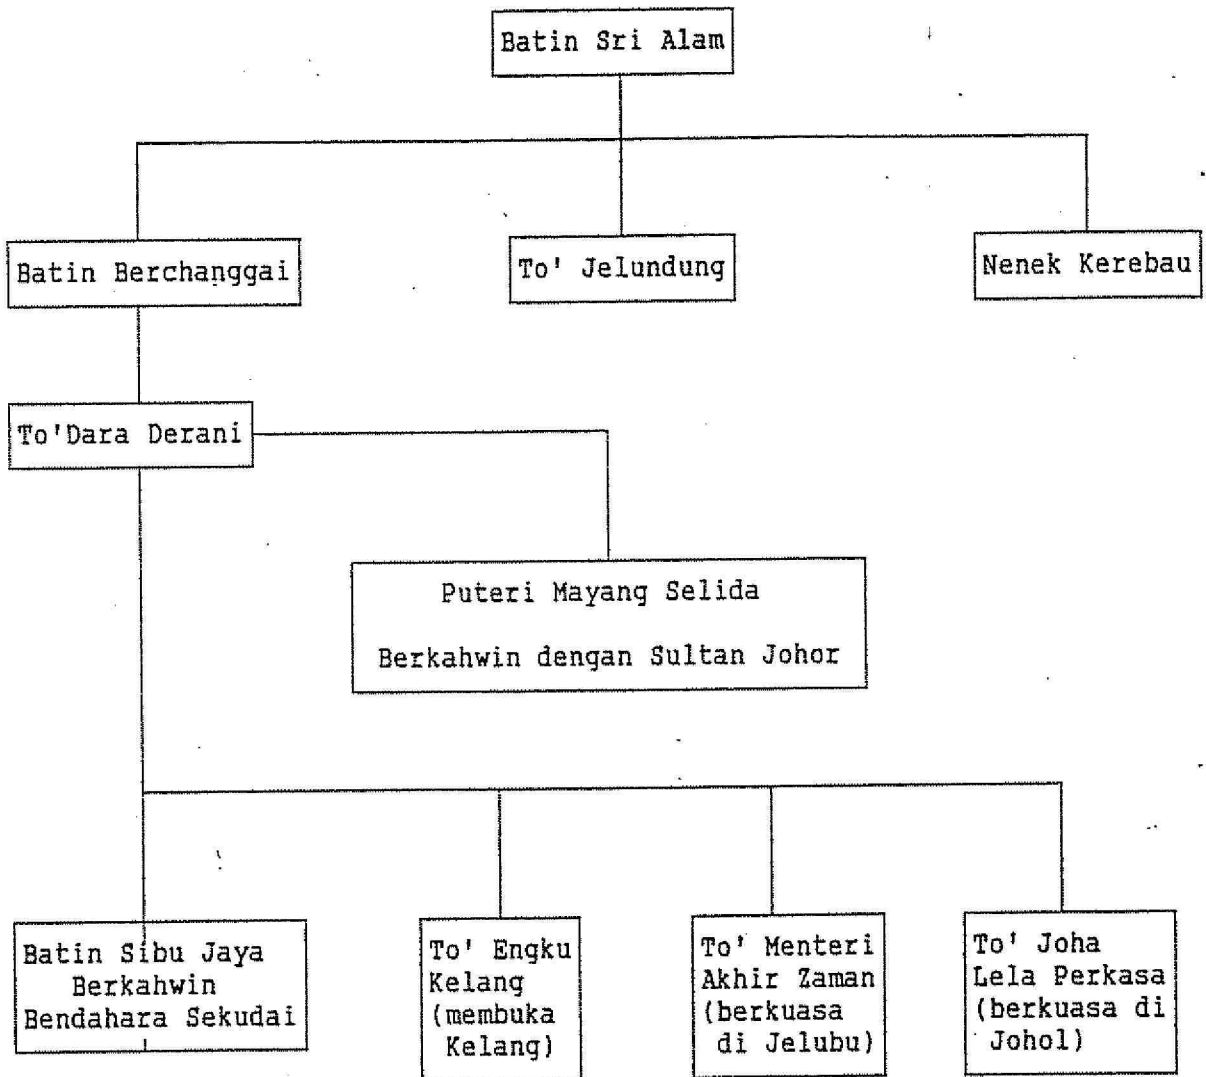 Batin Sri Alam
Batin Berchanggai
To' Jelundung
Nenek Kerebau
To'Dara Derani
Puteri Mayang Selida
Berkahwin dengan Sultan Johor
Batin Sibu Jaya
Berkahwin
Bendahara Sekudai
To' Engku
Kelang
(membuka
Kelang)
To' Menteri
Akhir Zaman
(berkuasa
di Jelubu)
To' Joha
Lela Perkasa
(berkuasa di
Johol)